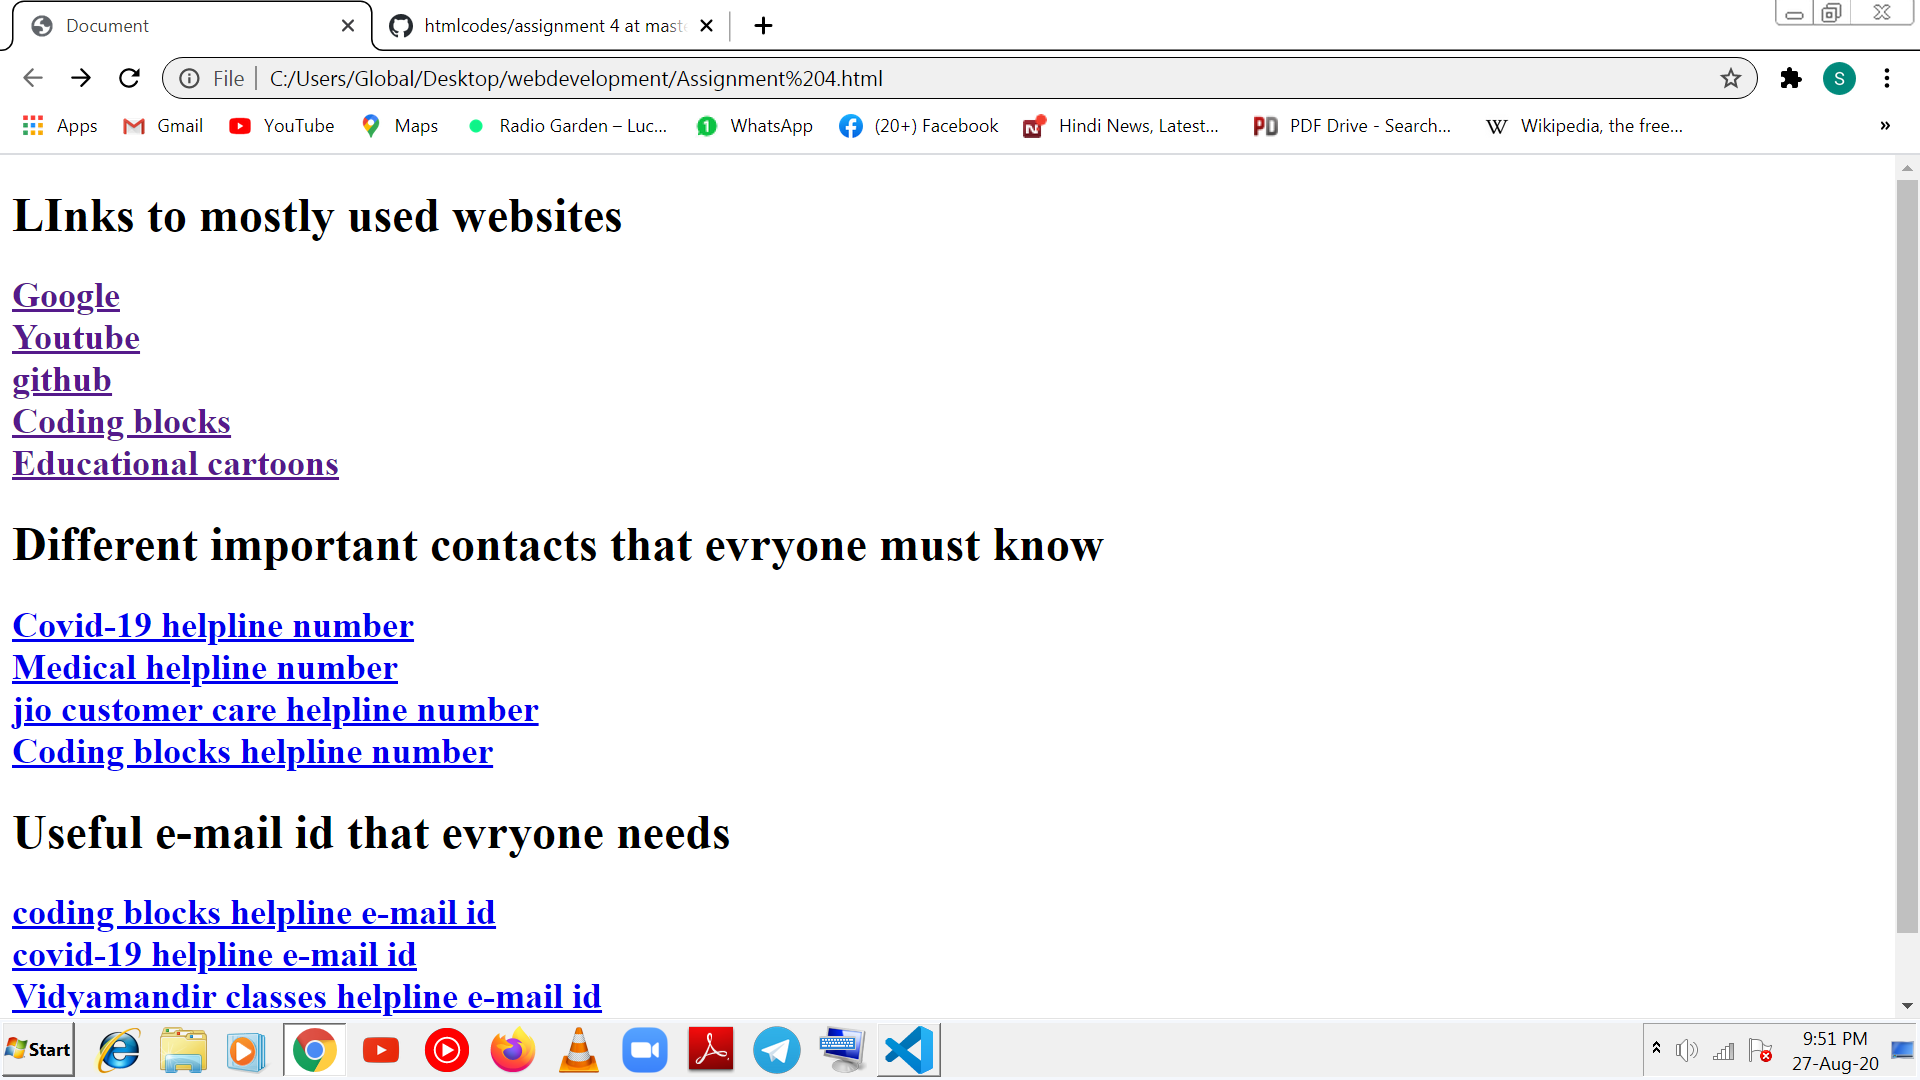 Document
htmlcodes/assignment 4 at mast
File
C:/Users/Global/Desktop/webdevelopment/Assignment%204.html
S
Apps
Gmail
YouTube
Maps
Radio Garden – Luc...
1
WhatsApp
(20+) Facebook
N
Hindi News, Latest...
PD
PDF Drive - Search...
W
Wikipedia, the free...
»
LInks to mostly used websites
Google
Youtube
github
Coding blocks
Educational cartoons
Different important contacts that evryone must know
Covid-19 helpline number
Medical helpline number
jio customer care helpline number
Coding blocks helpline number
Useful e-mail id that evryone needs
coding blocks helpline e-mail id
covid-19 helpline e-mail id
Vidyamandir classes helpline e-mail id
Start
9:51 PM
27-Aug-20